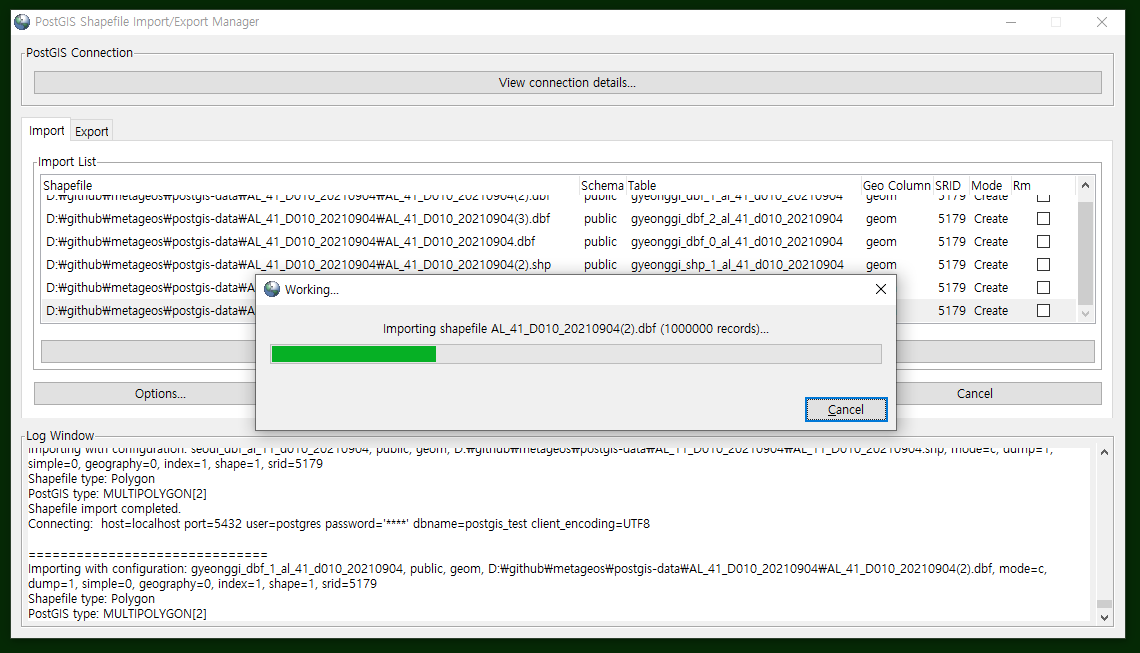 PostGIS Shapefile Import/Export Manager
PostGIS Connection
View connection details...
Import Export
Import List
Shapefile Schema Table Geo Column SRID Mode Rm
D:₩github₩metageos₩postgis-data₩AL_41_D010_20210904₩AL_41_D010_20210904(2).dbf public gyeonggi_dbf_1_al_41_d010_20210904 geom 5179 Create
D:₩github₩metageos₩postgis-data₩AL_41_D010_20210904₩AL_41_D010_20210904(3).dbf public gyeonggi_dbf_2_al_41_d010_20210904 geom 5179 Create
D:₩github₩metageos₩postgis-data₩AL_41_D010_20210904₩AL_41_D010_20210904.dbf public gyeonggi_dbf_0_al_41_d010_20210904 geom 5179 Create
D:₩github₩metageos₩postgis-data₩AL_41_D010_20210904₩AL_41_D010_20210904(2).shp public gyeonggi_shp_1_al_41_d010_20210904 geom 5179 Create
D:₩github₩metageos₩postgis-data₩A 5179 Create
D:₩github₩metageos₩postgis-data₩A 5179 Create
Working...
Importing shapefile AL_41_D010_20210904(2).dbf (1000000 records)...
Cancel
Options... Cancel
Log Window
Importing with configuration: seoul_dbf_al_11_d010_20210904, public, geom, D:₩github₩metageos₩postgis-data₩AL_11_D010_20210904₩AL_11_D010_20210904.shp, mode=c, dump=1,
simple=0, geography=0, index=1, shape=1, srid=5179
Shapefile type: Polygon
PostGIS type: MULTIPOLYGON[2]
Shapefile import completed.
Connecting: host=localhost port=5432 user=postgres password='****' dbname=postgis_test client_encoding=UTF8
==============================
Importing with configuration: gyeonggi_dbf_1_al_41_d010_20210904, public, geom, D:₩github₩metageos₩postgis-data₩AL_41_D010_20210904₩AL_41_D010_20210904(2).dbf, mode=c,
dump=1, simple=0, geography=0, index=1, shape=1, srid=5179
Shapefile type: Polygon
PostGIS type: MULTIPOLYGON[2]